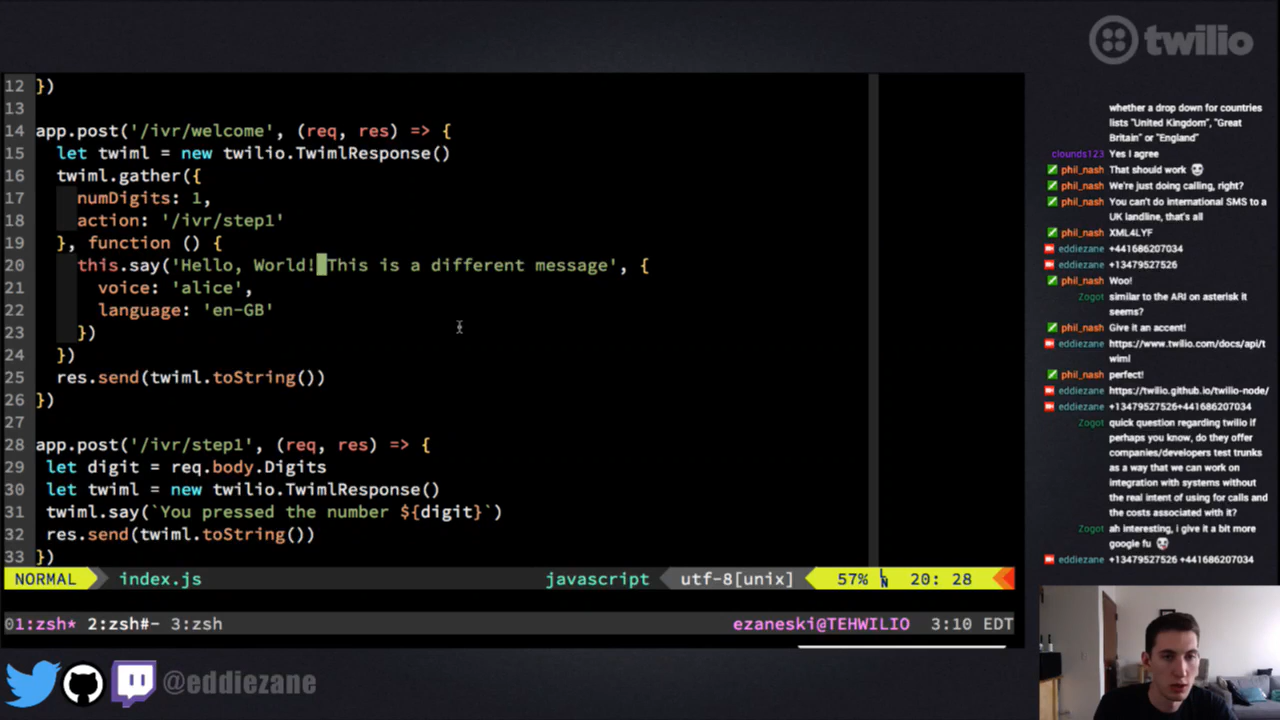 twilio
12 })
13
14 app.post('/ivr/welcome', (req, res) => {
15 let twiml = new twilio.TwimlResponse()
16 twiml.gather({
17 numDigits: 1,
18 action: '/ivr/step1'
19 }, function () {
20 this.say('Hello, World! This is a different message', {
21 voice: 'alice',
22 language: 'en-GB'
23 })
24 })
25 res.send(twiml.toString())
26 })
27
28 app.post('/ivr/step1', (req, res) => {
29 let digit = req.body.Digits
30 let twiml = new twilio.TwimlResponse()
31 twiml.say(`You pressed the number ${digit}`)
32 res.send(twiml.toString())
33 })
NORMAL index.js javascript utf-8[unix] 57% LN 20: 28
01:zsh* 2:zsh#- 3:zsh ezaneski@TEHWILIO 3:10 EDT
@eddiezane
whether a drop down for countries
lists "United Kingdom", "Great
Britain" or "England"
clounds123 Yes I agree
phil_nash That should work
phil_nash We're just doing calling, right?
phil_nash You can't do international SMS to a
UK landline, that's all
phil_nash XML4LYF
eddiezane +441686207034
eddiezane +13479527526
phil_nash Woo!
Zogot similar to the ARI on asterisk it
seems?
phil_nash Give it an accent!
eddiezane https://www.twilio.com/docs/api/t
wiml
phil_nash perfect!
eddiezane https://twilio.github.io/twilio-node/
eddiezane +13479527526+441686207034
Zogot quick question regarding twilio if
perhaps you know, do they offer
companies/developers test trunks
as a way that we can work on
integration with systems without
the real intent of using for calls and
the costs associated with it?
Zogot ah interesting, i give it a bit more
google fu
eddiezane +13479527526 +441686207034